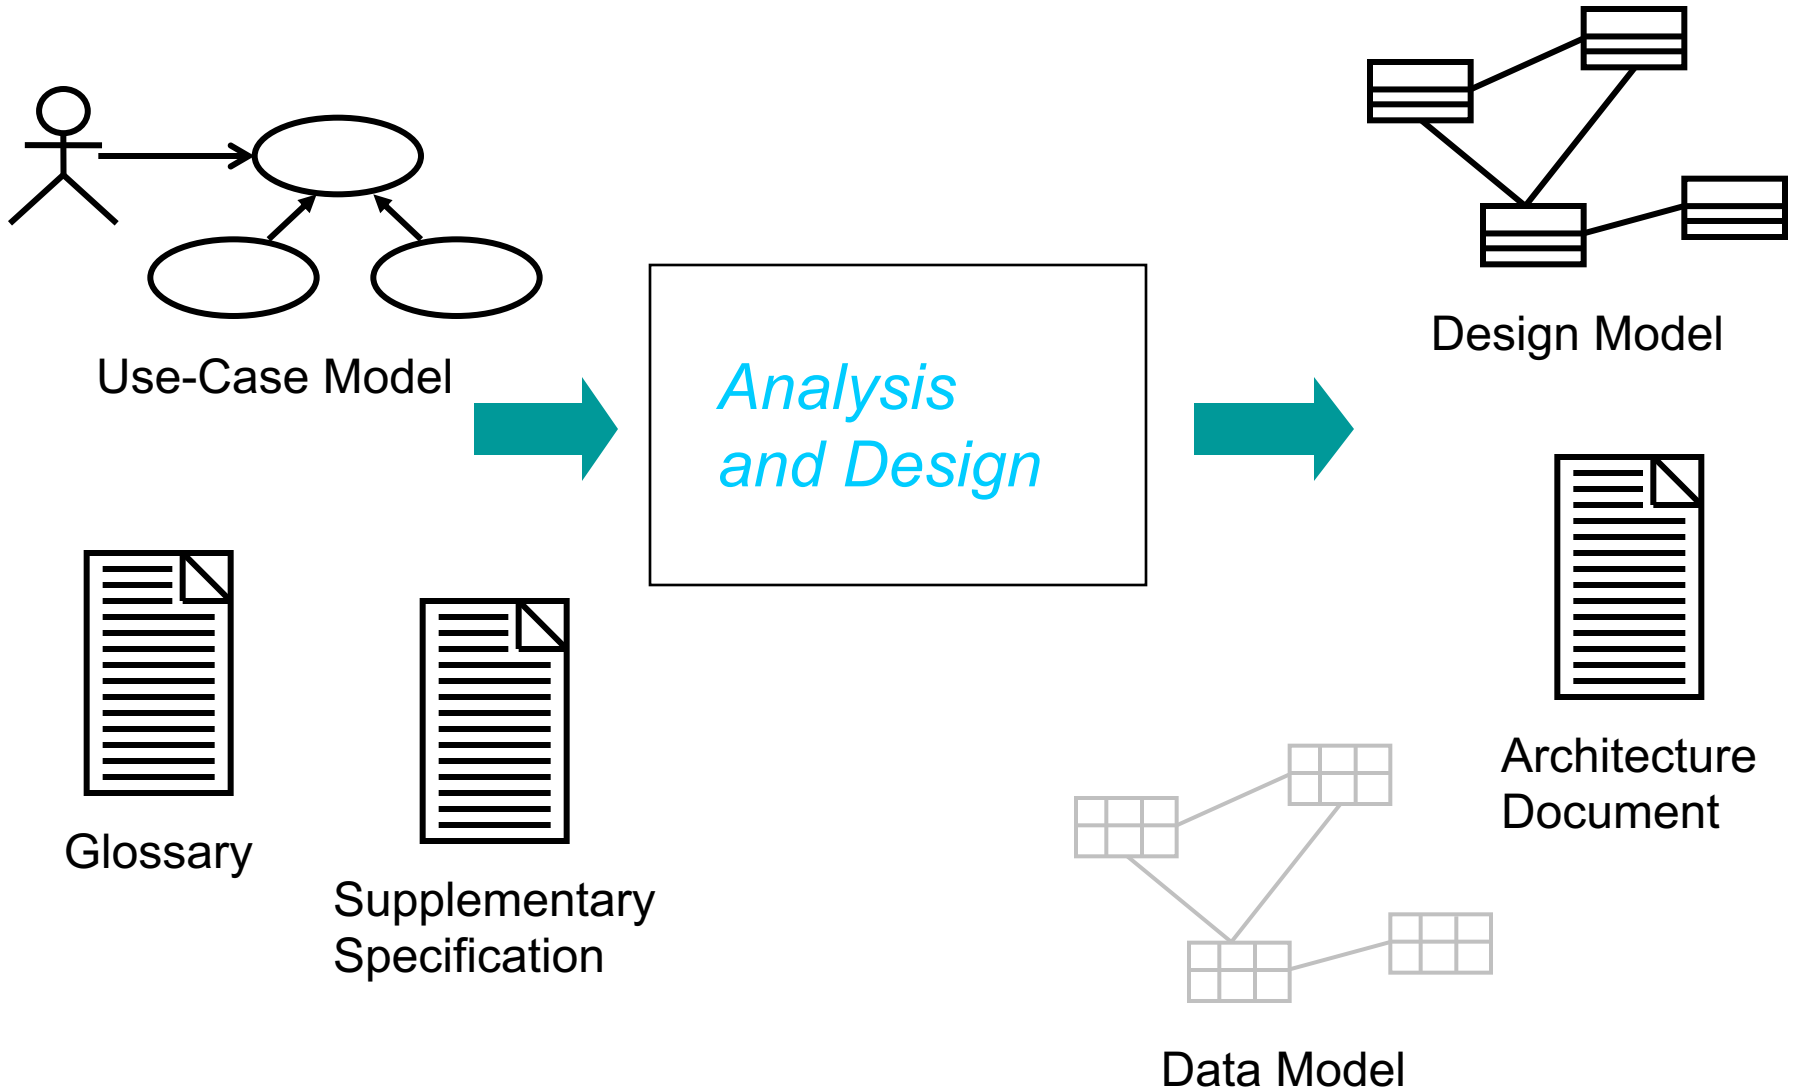 Use-Case Model
Glossary
Supplementary
Specification
Analysis
and Design
Design Model
Architecture
Document
Data Model